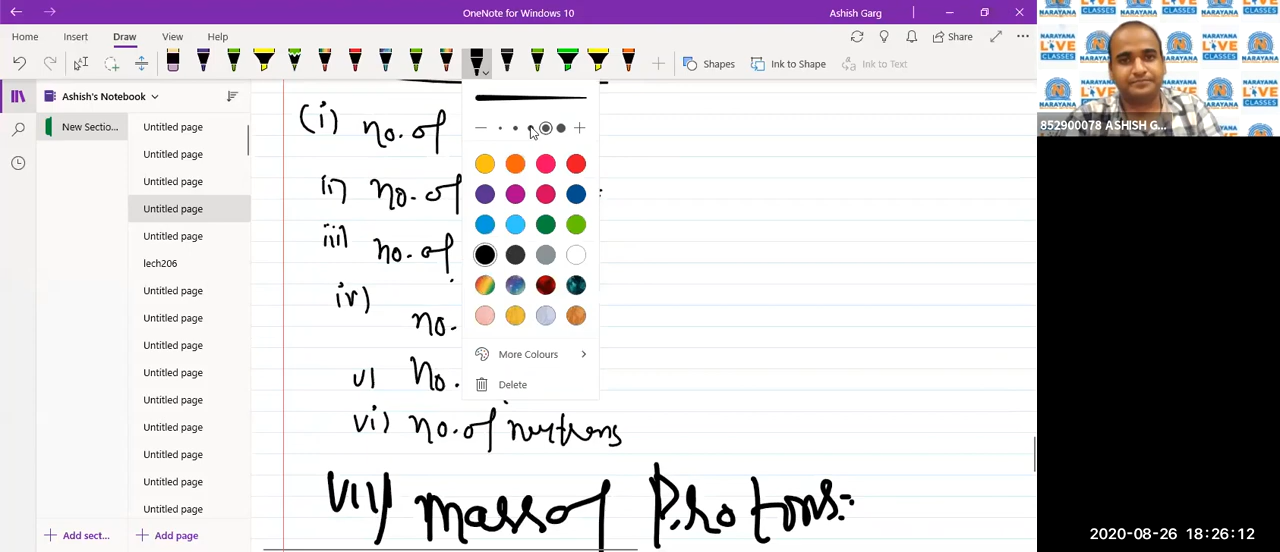 OneNote for Windows 10
Ashish Garg
Home Insert Draw View Help
Share
Shapes
Ink to Shape
Ink to Text
Ashish's Notebook
New Sectio...
Untitled page
Untitled page
Untitled page
Untitled page
Untitled page
lech206
Untitled page
Untitled page
Untitled page
Untitled page
Untitled page
Untitled page
Untitled page
Untitled page
Untitled page
Add sect...
Add page
(i) no. of
ii) no. of
iii) no. of
iv)
no.
v) no.
vi) no. of neutrons
vii) mass of Protons:
More Colours
Delete
NARAYANA
LIVE
CLASSES
852900078 ASHISH G...
2020-08-26 18:26:12